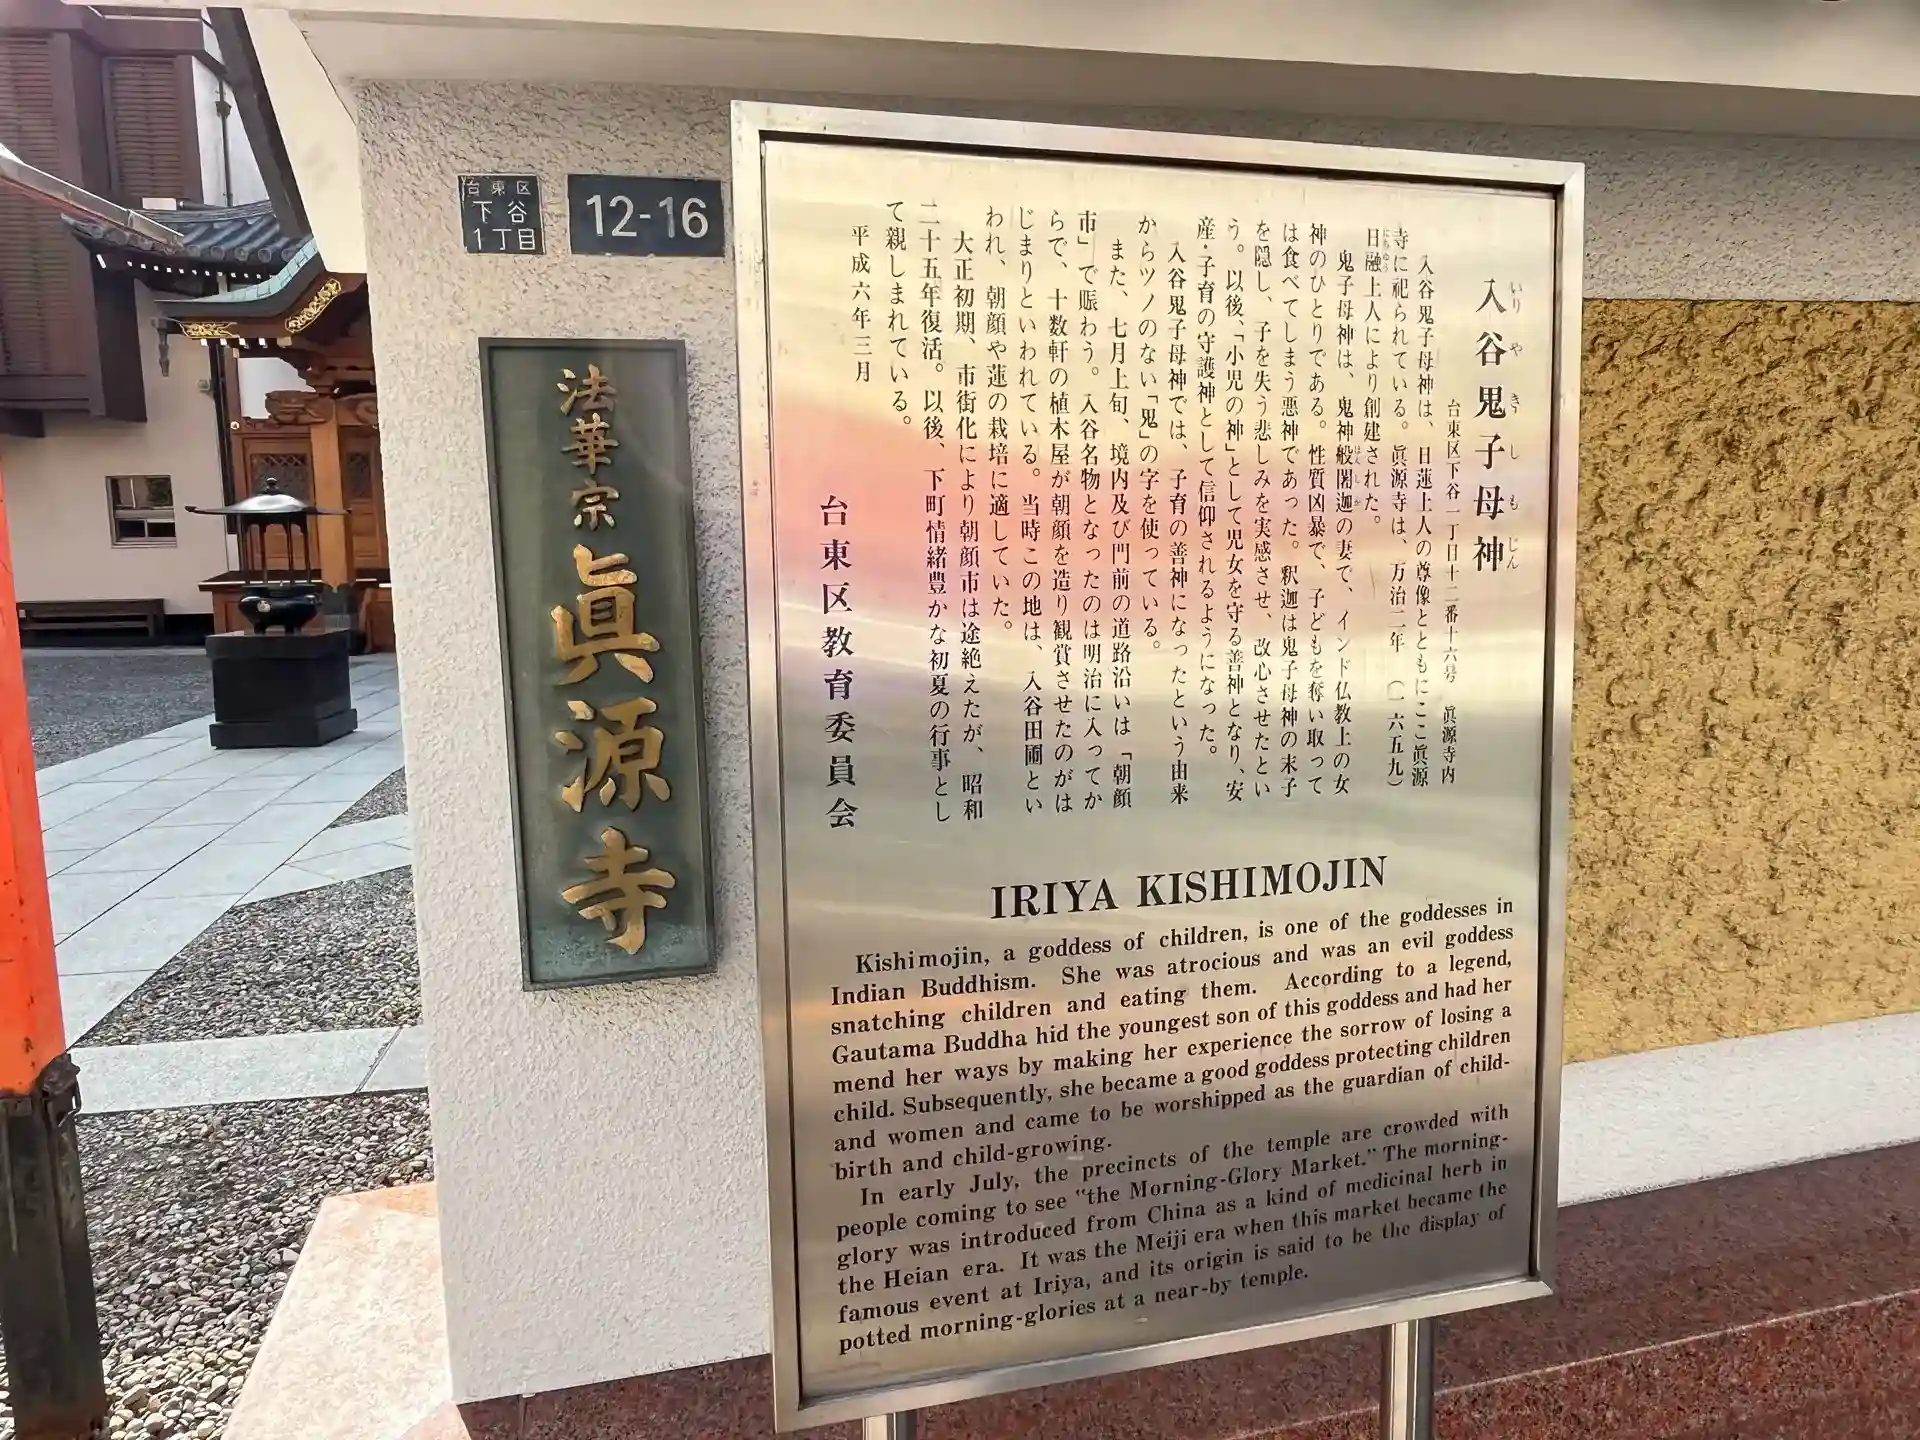 台東区
下谷
1丁目
12-16
法華宗
眞源寺
入谷鬼子母神
いりやきしもじん
台東区下谷一丁目十二番十六号 眞源寺内
入谷鬼子母神は、日蓮上人の尊像とともにここ眞源
寺に祀られている。眞源寺は、万治二年(一六五九)
日融上人により創建された。
にちゆう
鬼子母神は、鬼神般闍迦の妻で、インド仏教上の女
はんしか
神のひとりである。性質凶暴で、子どもを奪い取って
は食べてしまう悪神であった。釈迦は鬼子母神の末子
を隠し、子を失う悲しみを実感させ、改心させたとい
う。以後、「小児の神」として児女を守る善神となり、安
産・子育の守護神として信仰されるようになった。
入谷鬼子母神では、子育の善神になったという由来
からツノのない「鬼」の字を使っている。
また、七月上旬、境内及び門前の道路沿いは「朝顔
市」で賑わう。入谷名物となったのは明治に入ってか
らで、十数軒の植木屋が朝顔を造り観賞させたのがは
じまりといわれている。当時この地は、入谷田圃とい
われ、朝顔や蓮の栽培に適していた。
大正初期、市街化により朝顔市は途絶えたが、昭和
二十五年復活。以後、下町情緒豊かな初夏の行事とし
て親しまれている。
平成六年三月
台東区教育委員会
IRIYA KISHIMOJIN
Kishimojin, a goddess of children, is one of the goddesses in
Indian Buddhism. She was atrocious and was an evil goddess
snatching children and eating them. According to a legend,
Gautama Buddha hid the youngest son of this goddess and had her
mend her ways by making her experience the sorrow of losing a
child. Subsequently, she became a good goddess protecting children
and women and came to be worshipped as the guardian of child-
birth and child-growing.
In early July, the precincts of the temple are crowded with
people coming to see "the Morning-Glory Market." The morning-
glory was introduced from China as a kind of medicinal herb in
the Heian era. It was the Meiji era when this market became the
famous event at Iriya, and its origin is said to be the display of
potted morning-glories at a near-by temple.